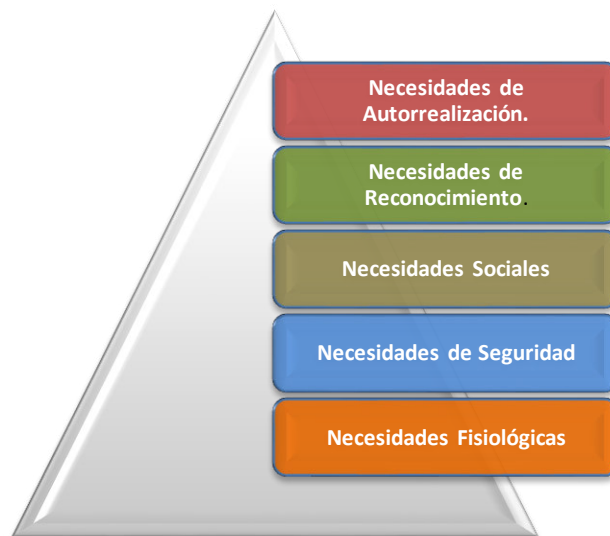 Necesidades de
Autorrealización.
Necesidades de
Reconocimiento.
Necesidades Sociales
Necesidades de Seguridad
Necesidades Fisiológicas